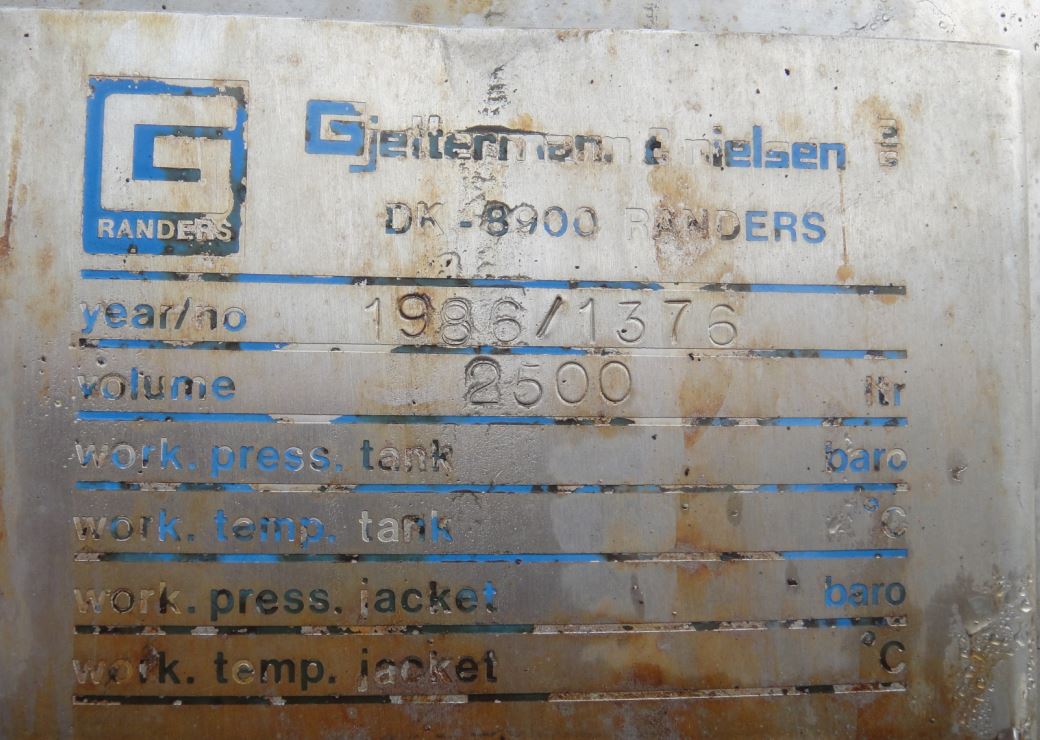 RANDERS
Gjettermann & nielsen
DK-8900 RANDERS
year/no 1986/1376
volume 2500 ltr
work. press. tank baro
work. temp. tank °C
work. press. jacket baro
work. temp. jacket °C